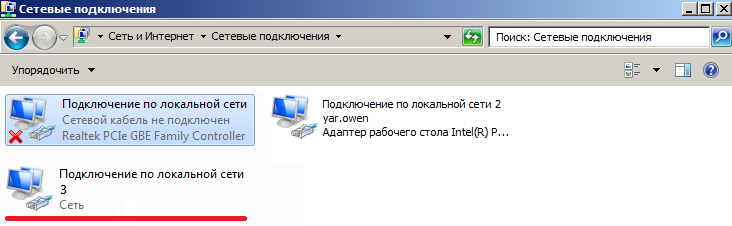 Сетевые подключения
Сеть и Интернет
Сетевые подключения
Поиск: Сетевые подключения
Упорядочить
Подключение по локальной сети
Сетевой кабель не подключен
Realtek PCIe GBE Family Controller
Подключение по локальной сети 2
yar.owen
Адаптер рабочего стола Intel(R) P...
Подключение по локальной сети
3
Сеть